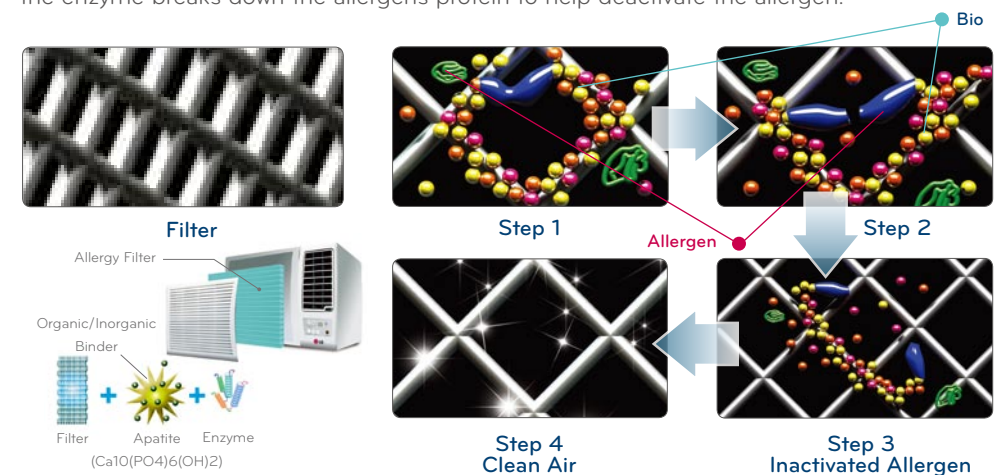 the enzyme breaks down the allergens protein to help deactivate the allergen.
Bio
Filter
Step 1
Step 2
Allergen
Allergy Filter
Organic/Inorganic
Binder
LG
Filter
Apatite
Enzyme
(Ca10(PO4)6(OH)2)
Step 4
Clean Air
Step 3
Inactivated Allergen